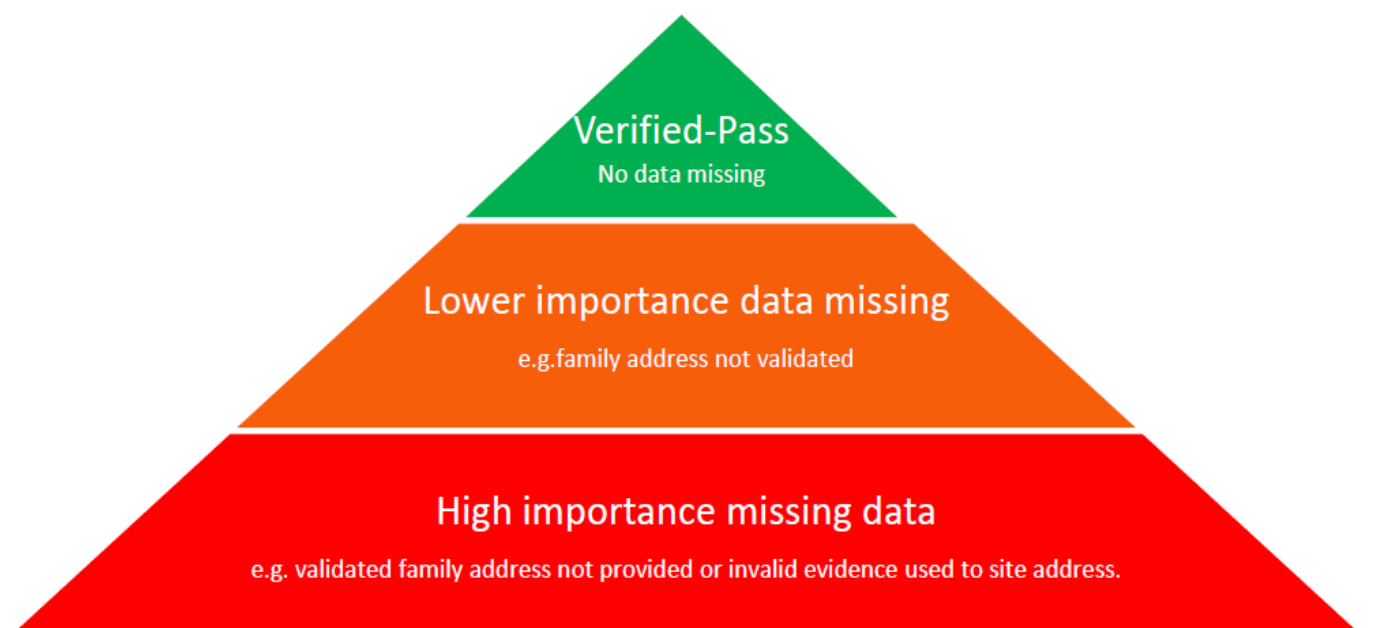 Verified-Pass
No data missing
Lower importance data missing
e.g.family address not validated
High importance missing data
e.g. validated family address not provided or invalid evidence used to site address.